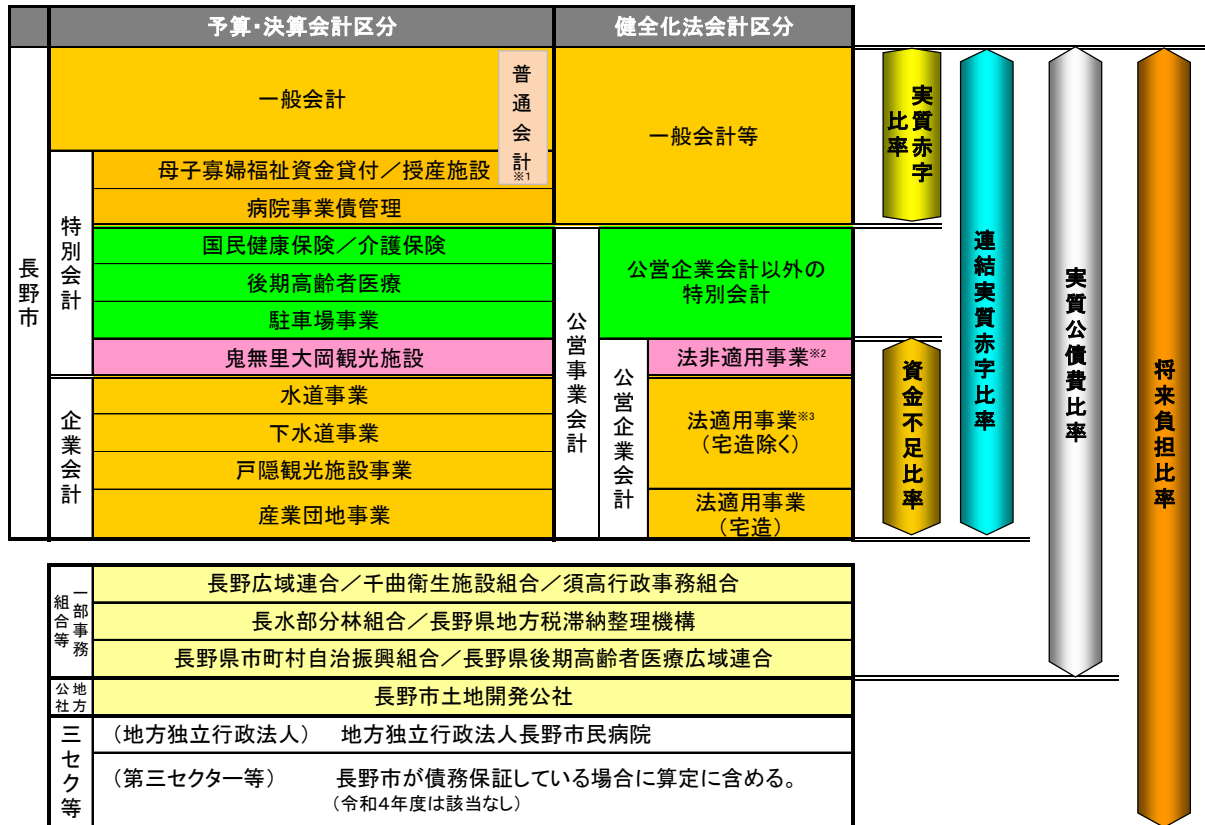 予算・決算会計区分
健全化法会計区分
長野市
一般会計
普通会計※1
一般会計等
特別会計
母子寡婦福祉資金貸付／授産施設
病院事業債管理
国民健康保険／介護保険
後期高齢者医療
駐車場事業
鬼無里大岡観光施設
公営事業会計
公営企業会計以外の
特別会計
公営企業会計
法非適用事業※2
企業会計
水道事業
下水道事業
戸隠観光施設事業
産業団地事業
法適用事業※3
(宅造除く)
法適用事業
(宅造)
実質赤字
比率
資金不足比率
連結実質赤字比率
実質公債費比率
将来負担比率
一部事務
組合等
長野広域連合／千曲衛生施設組合／須高行政事務組合
長水部分林組合／長野県地方税滞納整理機構
長野県市町村自治振興組合／長野県後期高齢者医療広域連合
地方
公社
長野市土地開発公社
三セク等
（地方独立行政法人） 地方独立行政法人長野市民病院
（第三セクター等） 長野市が債務保証している場合に算定に含める。
（令和4年度は該当なし）